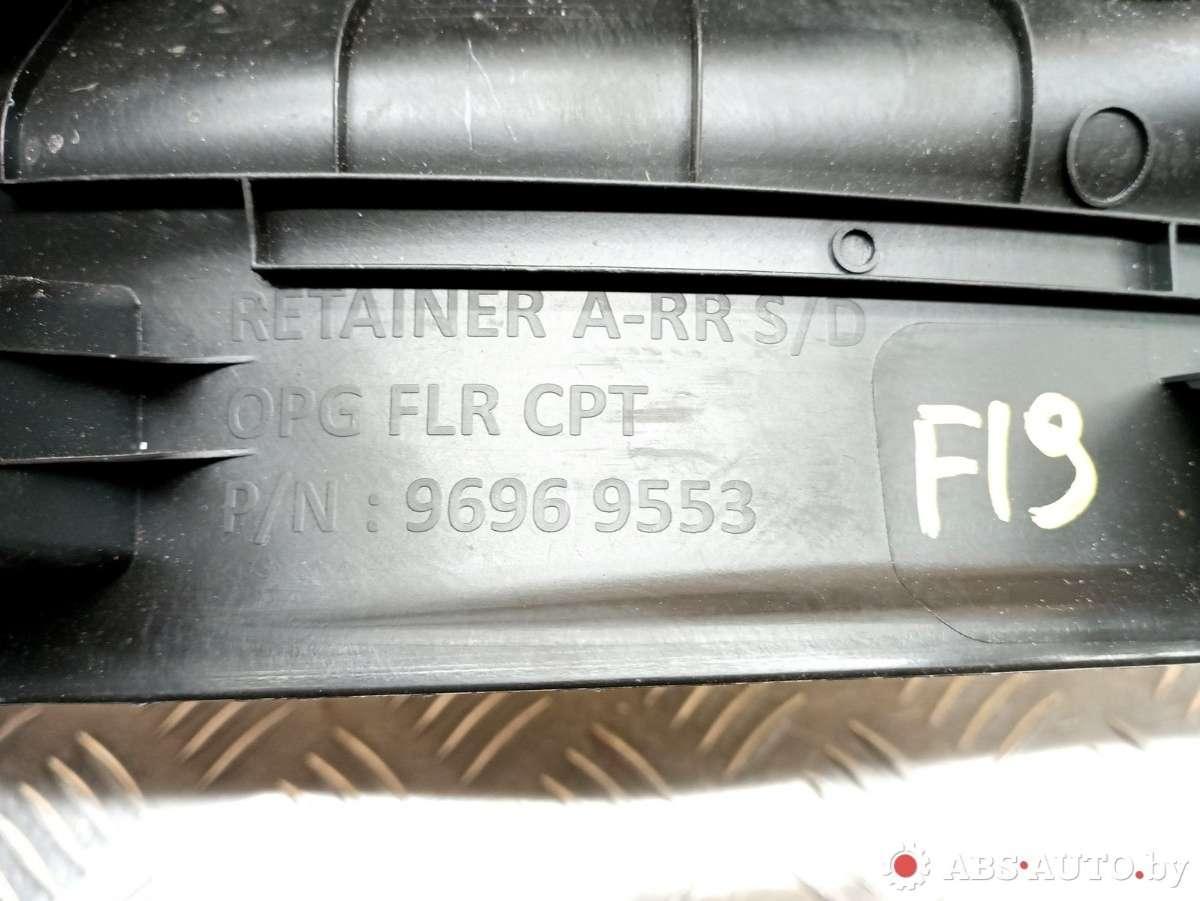 RETAINER A-RR S/D
OPG FLR CPT
P/N : 9696 9553
F19
ABS-AUTO.by